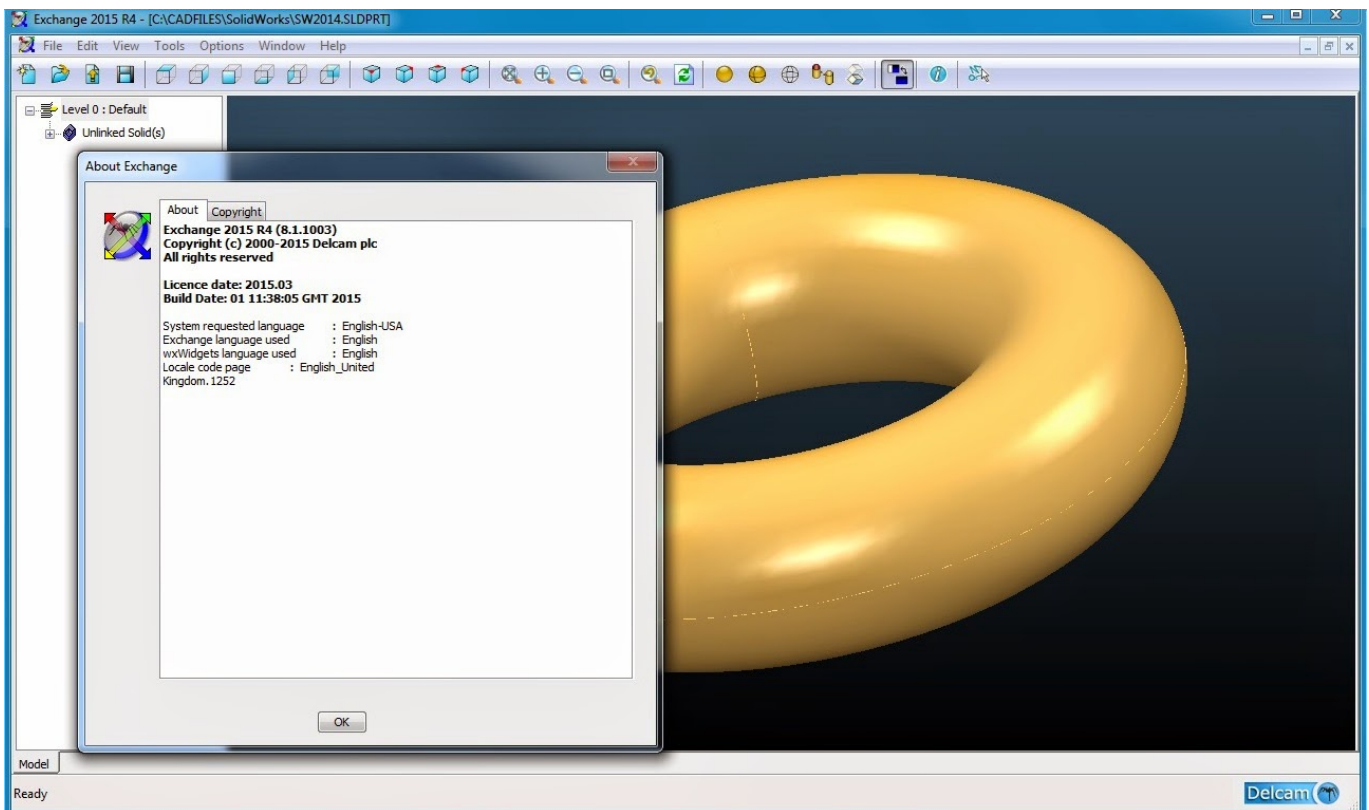 Exchange 2015 R4 - [C:\CADFILES\SolidWorks\SW2014.SLDPRT]
File Edit View Tools Options Window Help
Level 0 : Default
Unlinked Solid(s)
About Exchange
About Copyright
Exchange 2015 R4 (8.1.1003)
Copyright (c) 2000-2015 Delcam plc
All rights reserved
Licence date: 2015.03
Build Date: 01 11:38:05 GMT 2015
System requested language : English-USA
Exchange language used : English
wxWidgets language used : English
Locale code page : English_United
Kingdom.1252
OK
Model
Ready
Delcam